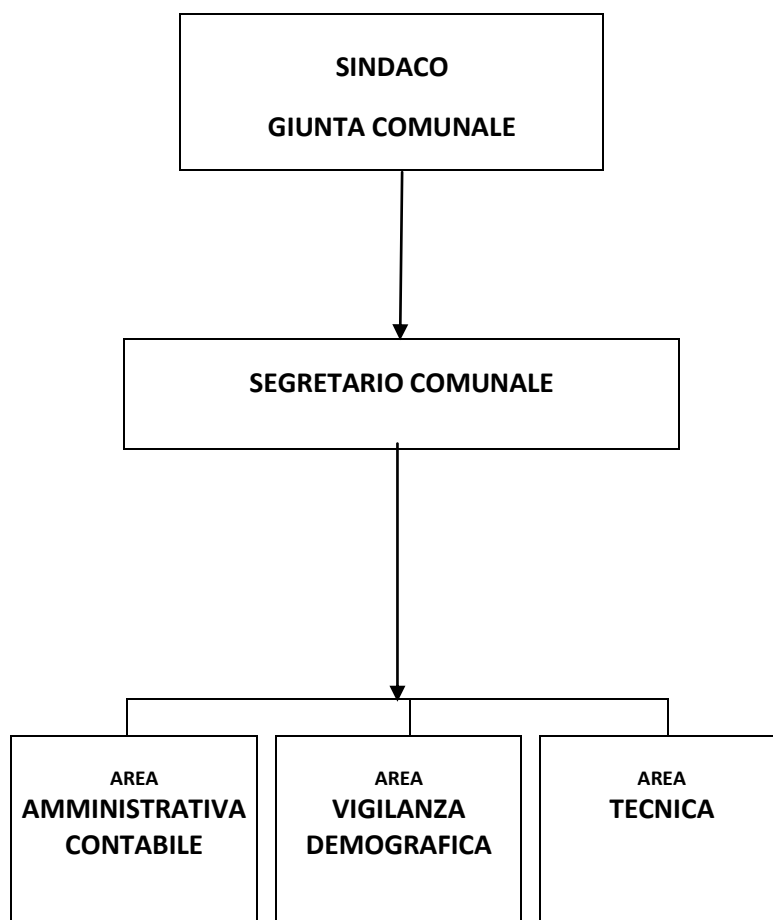 SINDACO
GIUNTA COMUNALE
SEGRETARIO COMUNALE
AREA
AMMINISTRATIVA
CONTABILE
AREA
VIGILANZA
DEMOGRAFICA
AREA
TECNICA